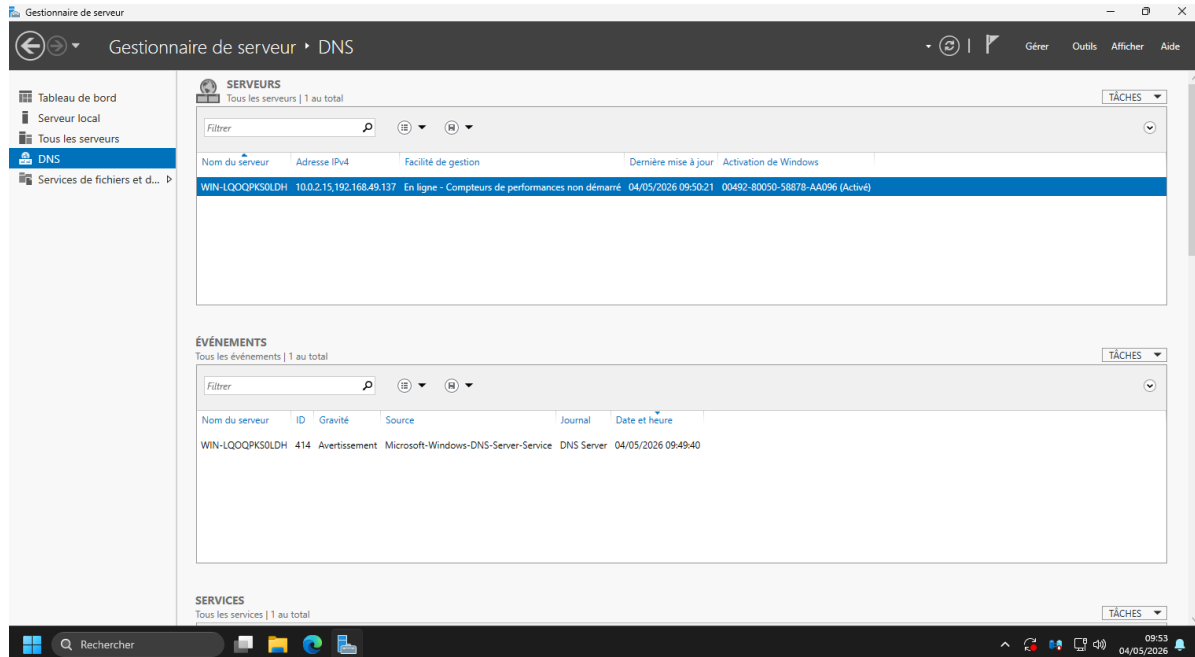 Gestionnaire de serveur
Gestionnaire de serveur ‣ DNS
Gérer Outils Afficher Aide
Tableau de bord
Serveur local
Tous les serveurs
DNS
Services de fichiers et d...
SERVEURS
Tous les serveurs | 1 au total
TÂCHES
Filtrer
Nom du serveur Adresse IPv4 Facilité de gestion Dernière mise à jour Activation de Windows
WIN-LQOQPKS0LDH 10.0.2.15,192.168.49.137 En ligne - Compteurs de performances non démarré 04/05/2026 09:50:21 00492-80050-58878-AA096 (Activé)
ÉVÉNEMENTS
Tous les événements | 1 au total
TÂCHES
Filtrer
Nom du serveur ID Gravité Source Journal Date et heure
WIN-LQOQPKS0LDH 414 Avertissement Microsoft-Windows-DNS-Server-Service DNS Server 04/05/2026 09:49:40
SERVICES
Tous les services | 1 au total
TÂCHES
Rechercher
09:53
04/05/2026